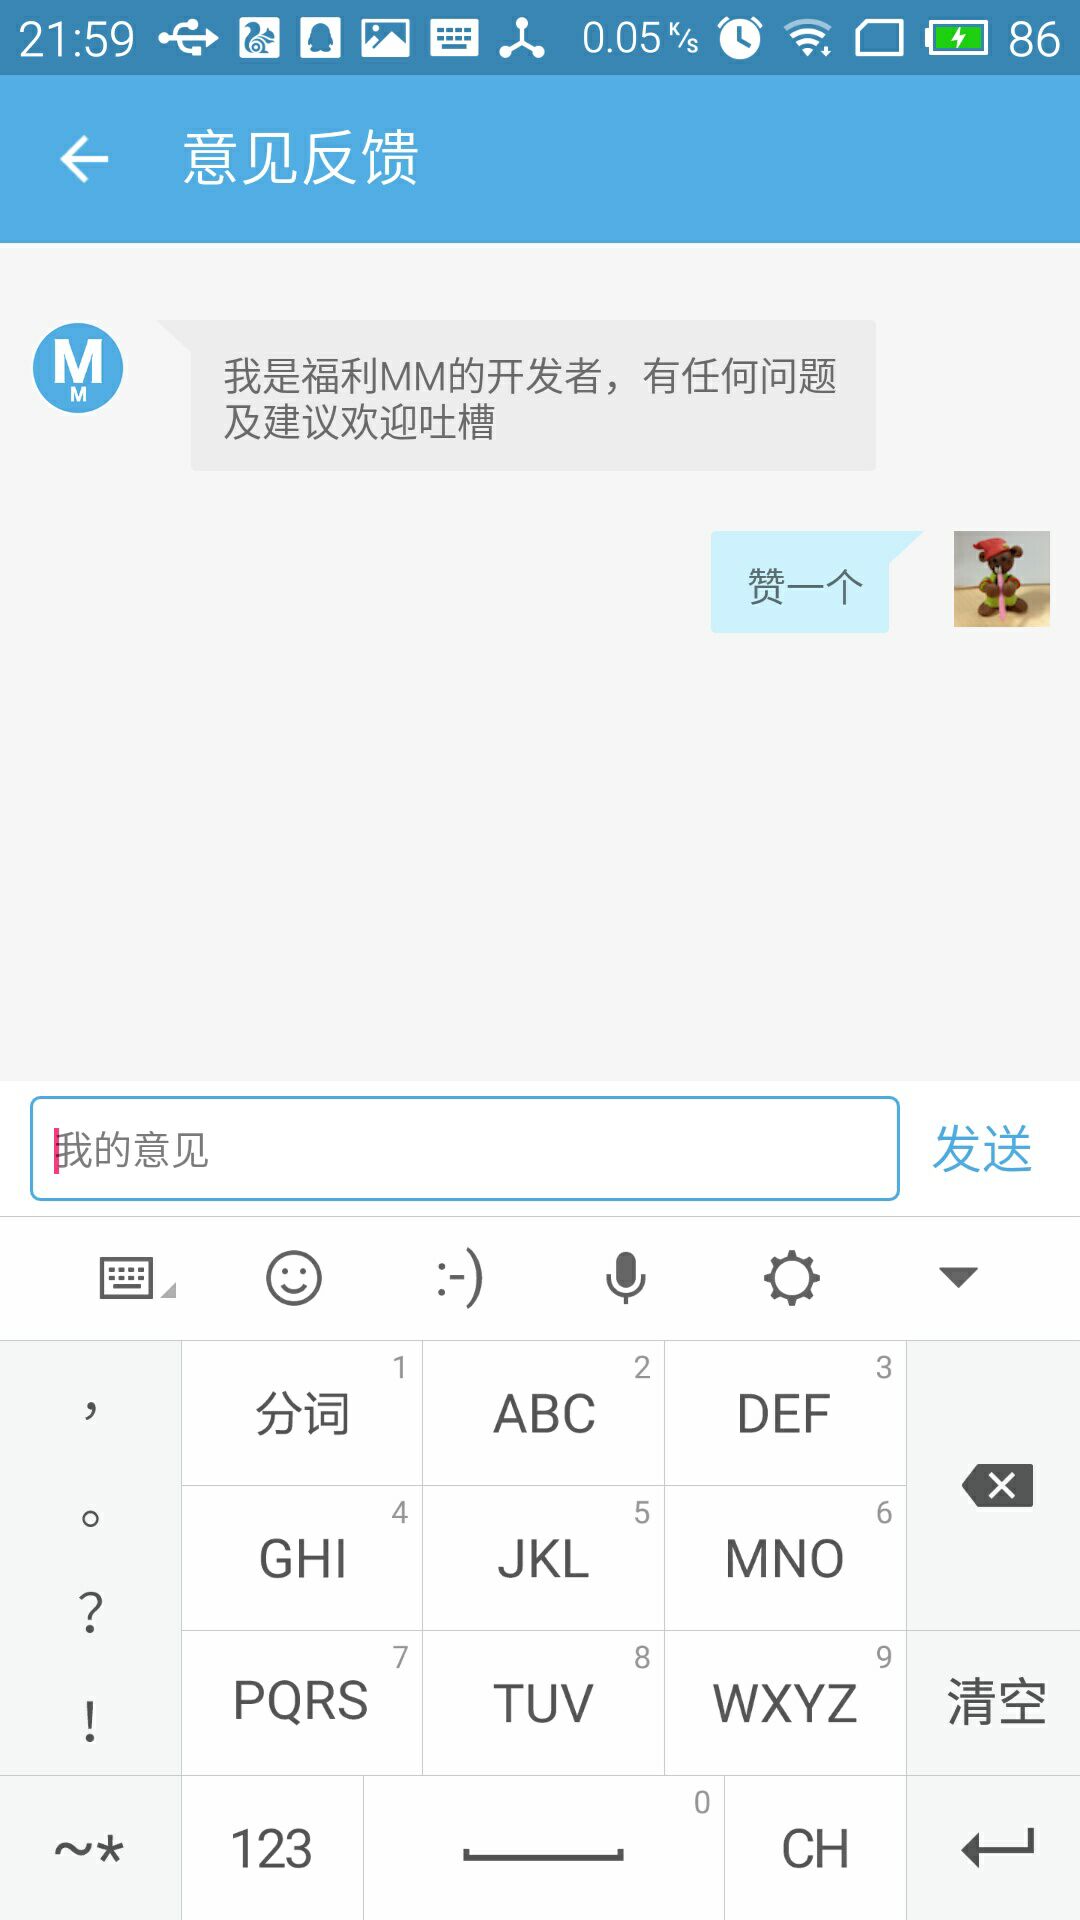 21:59 0.05 K/s 86
意见反馈
M
M
我是福利MM的开发者，有任何问题
及建议欢迎吐槽
赞一个
我的意见 发送
:-)
， 分词 1 ABC 2 DEF 3
。 GHI 4 JKL 5 MNO 6
？
！ PQRS 7 TUV 8 WXYZ 9 清空
~* 123 0 CH